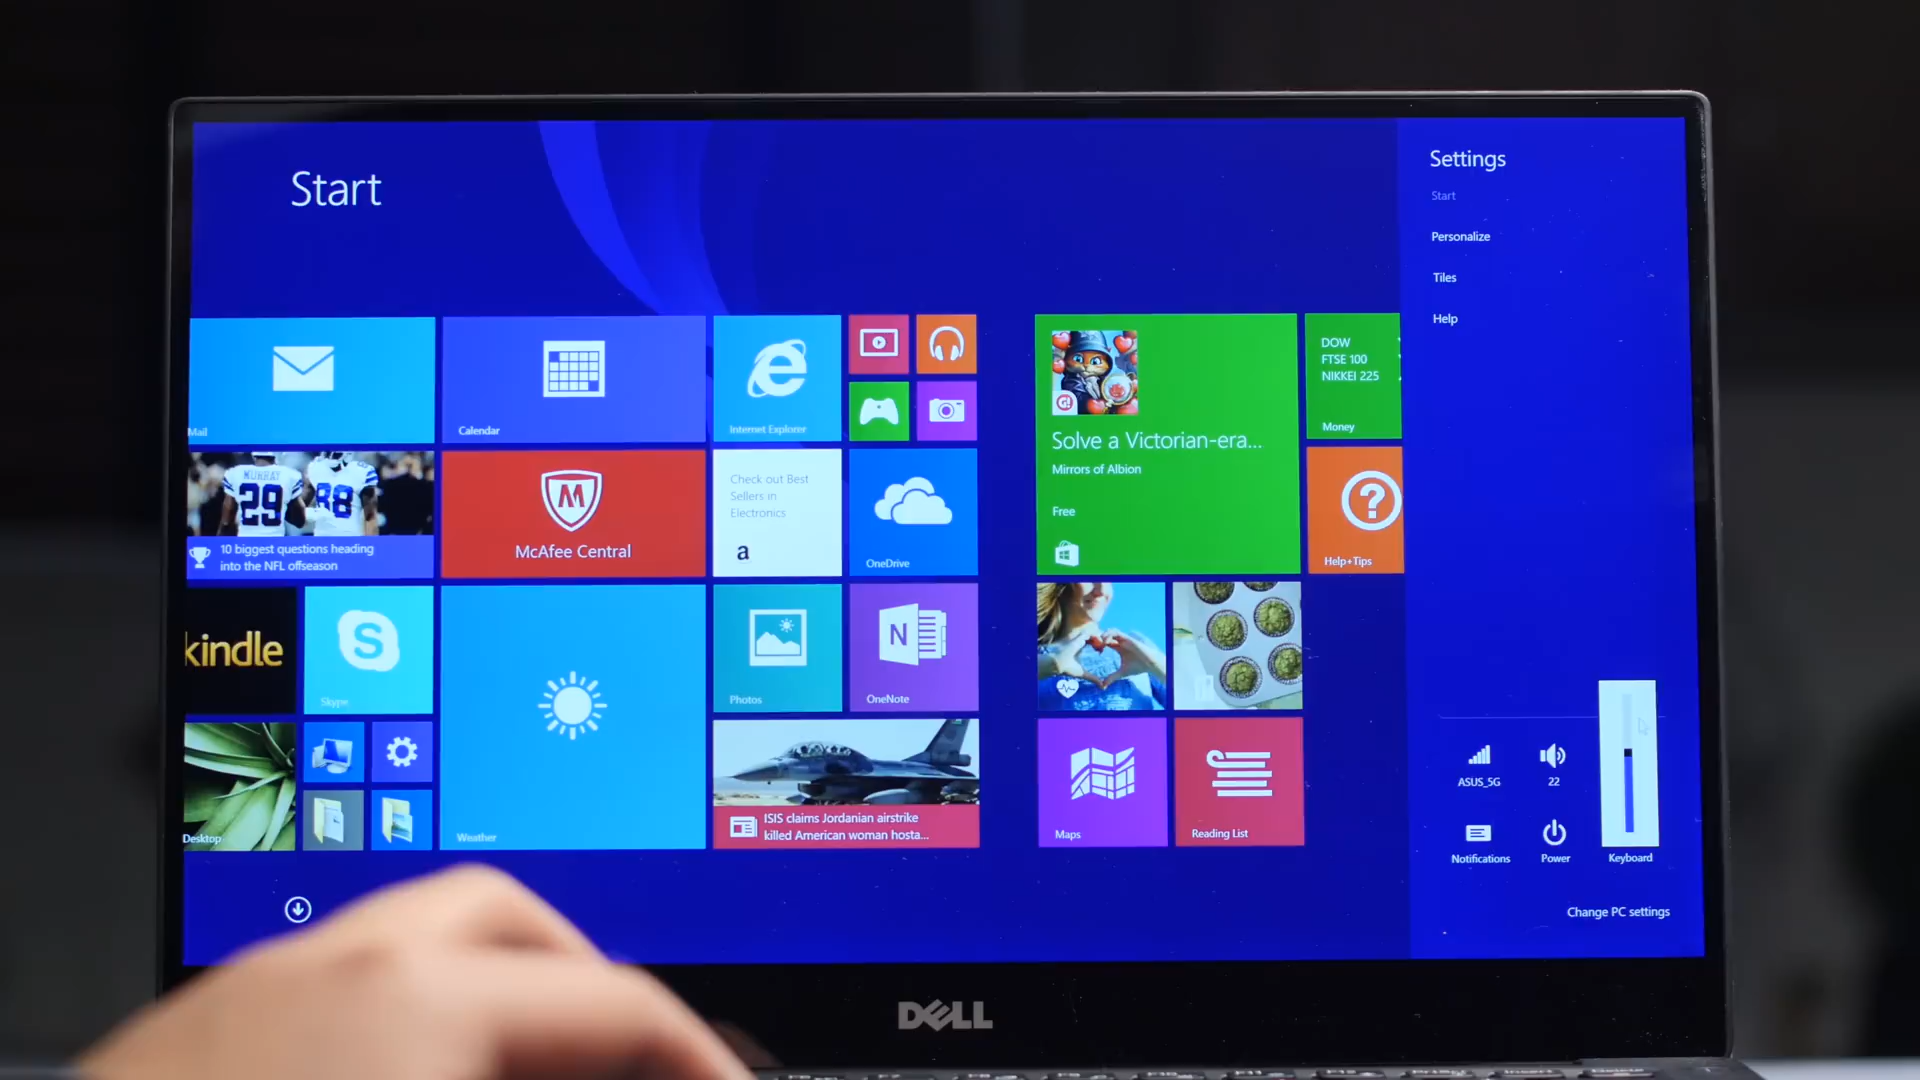 Start
Mail
Calendar
Internet Explorer
MURRAY
29
88
10 biggest questions heading
into the NFL offseason
McAfee Central
Check out Best
Sellers in
Electronics
a
OneDrive
kindle
Skype
Photos
N
OneNote
Desktop
Weather
ISIS claims Jordanian airstrike
killed American woman hosta...
Solve a Victorian-era...
Mirrors of Albion
Free
DOW
FTSE 100
NIKKEI 225
Money
Help+Tips
Maps
Reading List
Settings
Start
Personalize
Tiles
Help
ASUS_5G
22
Notifications
Power
Keyboard
Change PC settings
DELL